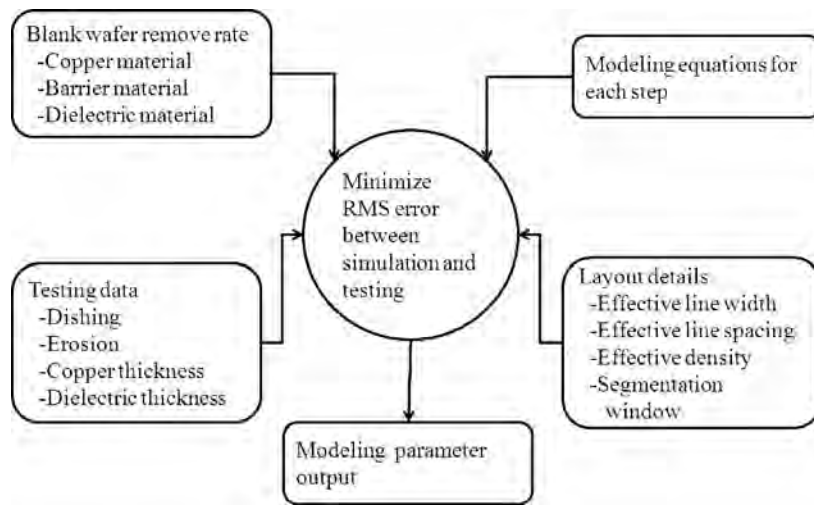 Blank wafer remove rate
-Copper material
-Barrier material
-Dielectric material
Modeling equations for
each step
Minimize
RMS error
between
simulation and
testing
Testing data
-Dishing
-Erosion
-Copper thickness
-Dielectric thickness
Layout details
-Effective line width
-Effective line spacing
-Effective density
-Segmentation
window
Modeling parameter
output